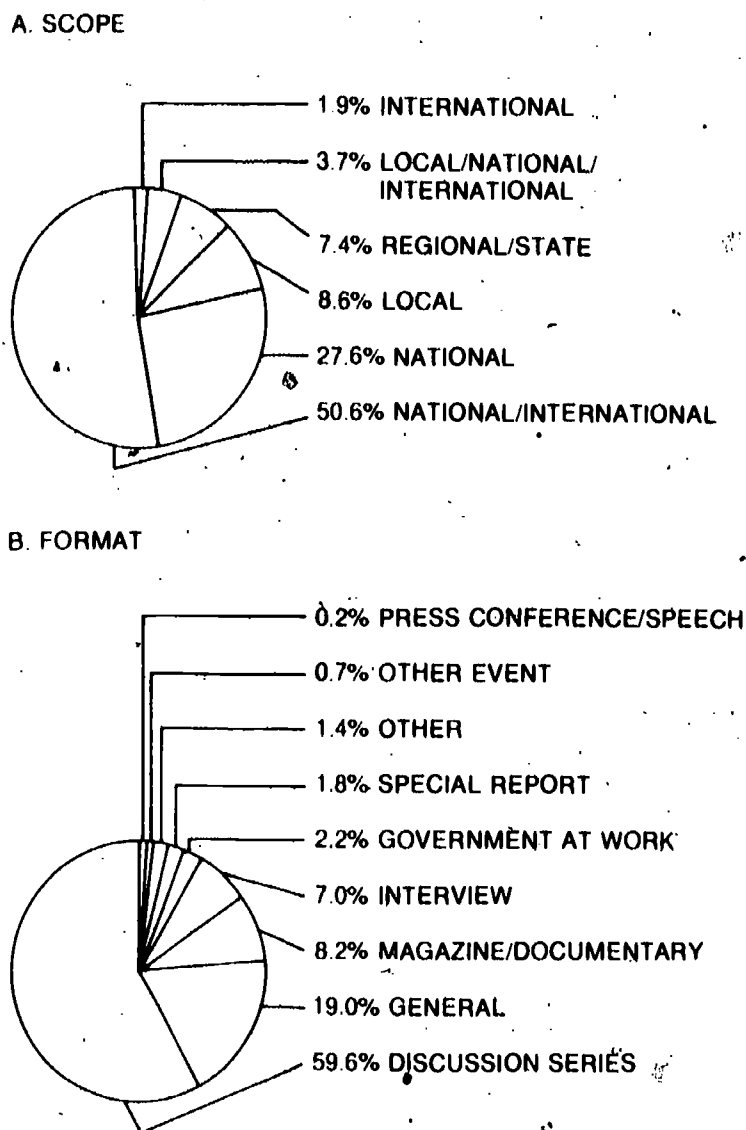 A. SCOPE
1.9% INTERNATIONAL
3.7% LOCAL/NATIONAL/
INTERNATIONAL
7.4% REGIONAL/STATE
8.6% LOCAL
27.6% NATIONAL
50.6% NATIONAL/INTERNATIONAL
B. FORMAT
0.2% PRESS CONFERENCE/SPEECH
0.7% OTHER EVENT
1.4% OTHER
1.8% SPECIAL REPORT
2.2% GOVERNMENT AT WORK
7.0% INTERVIEW
8.2% MAGAZINE/DOCUMENTARY
19.0% GENERAL
59.6% DISCUSSION SERIES